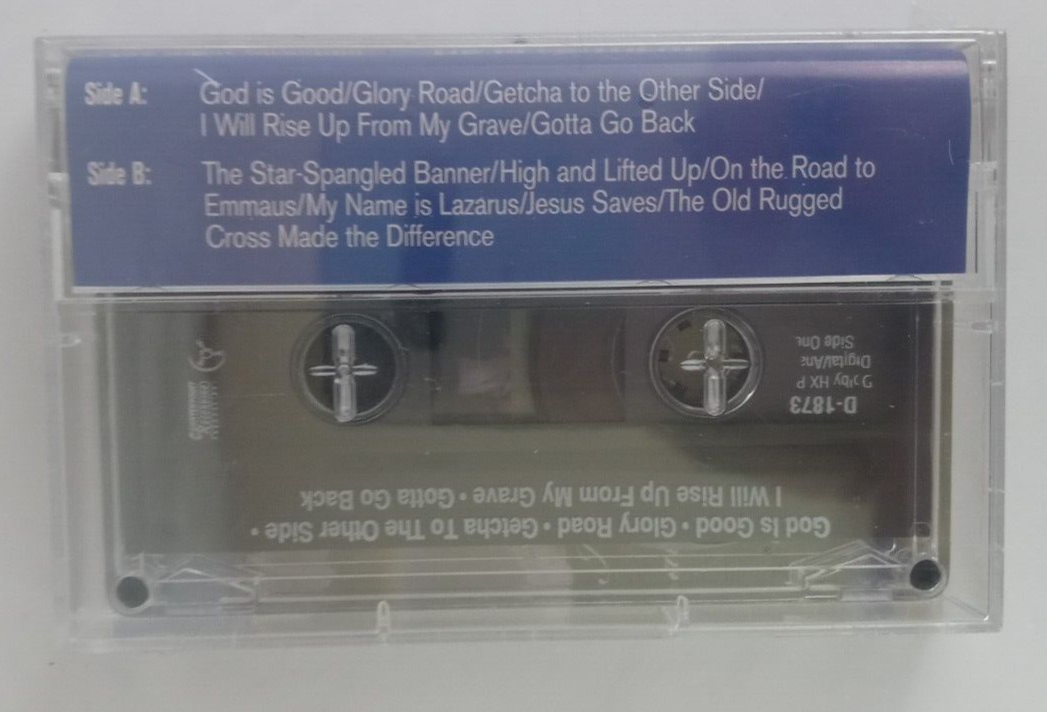 Side A: God is Good/Glory Road/Getcha to the Other Side/
I Will Rise Up From My Grave/Gotta Go Back
Side B: The Star-Spangled Banner/High and Lifted Up/On the Road to
Emmaus/My Name is Lazarus/Jesus Saves/The Old Rugged
Cross Made the Difference
D-1873
Dolby HX P
Digital/Ana
Side One
God Is Good • Glory Road • Getcha To The Other Side •
I Will Rise Up From My Grave • Gotta Go Back